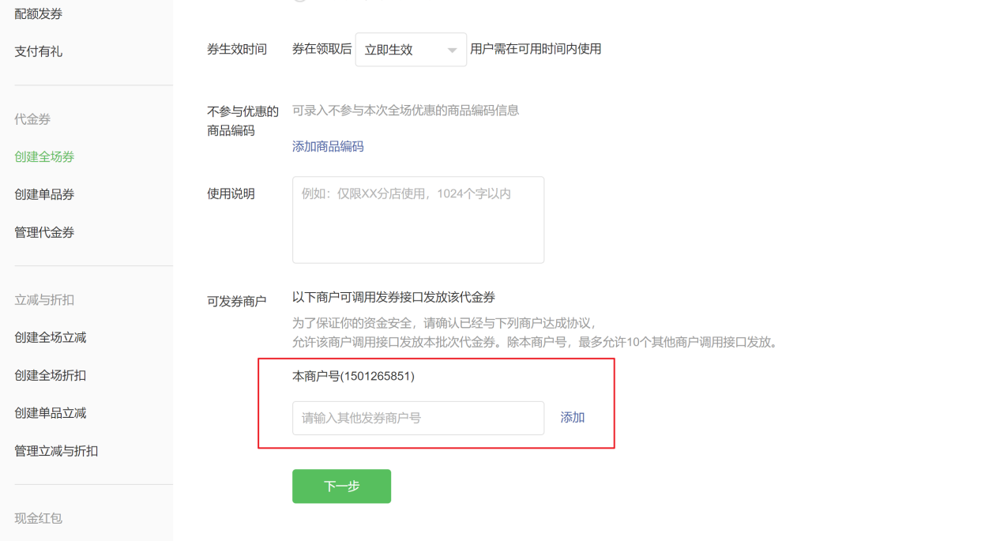 配额发券
支付有礼
代金券
创建全场券
创建单品券
管理代金券
立减与折扣
创建全场立减
创建全场折扣
创建单品立减
管理立减与折扣
现金红包
券生效时间 券在领取后 立即生效 用户需在可用时间内使用
不参与优惠的
商品编码
可录入不参与本次全场优惠的商品编码信息
添加商品编码
使用说明
例如：仅限XX分店使用，1024个字以内
可发券商户
以下商户可调用发券接口发放该代金券
为了保证你的资金安全，请确认已经与下列商户达成协议，
允许该商户调用接口发放本批次代金券。除本商户号，最多允许10个其他商户调用接口发放。
本商户号(1501265851)
请输入其他发券商户号 添加
下一步